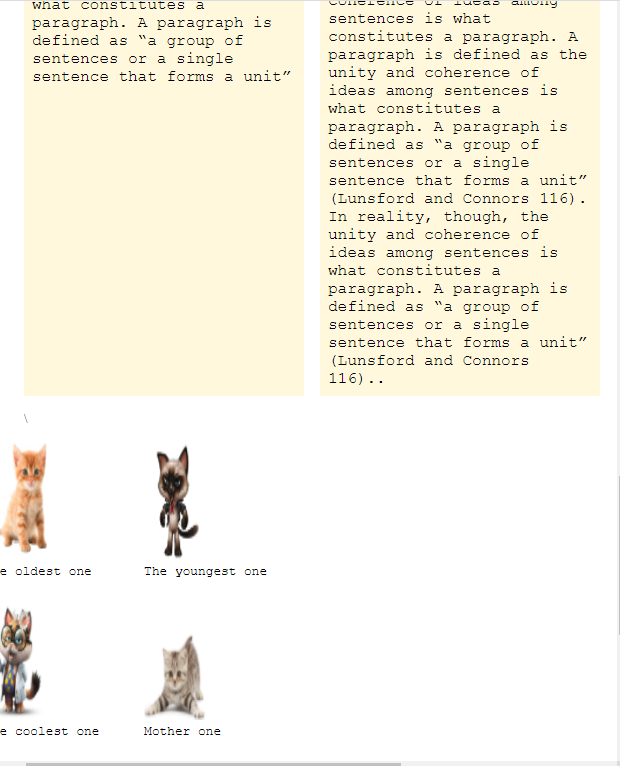 what constitutes a
paragraph. A paragraph is
defined as “a group of
sentences or a single
sentence that forms a unit”
coherence of ideas among
sentences is what
constitutes a paragraph. A
paragraph is defined as the
unity and coherence of
ideas among sentences is
what constitutes a
paragraph. A paragraph is
defined as “a group of
sentences or a single
sentence that forms a unit”
(Lunsford and Connors 116).
In reality, though, the
unity and coherence of
ideas among sentences is
what constitutes a
paragraph. A paragraph is
defined as “a group of
sentences or a single
sentence that forms a unit”
(Lunsford and Connors
116)..
\
e oldest one
The youngest one
e coolest one
Mother one